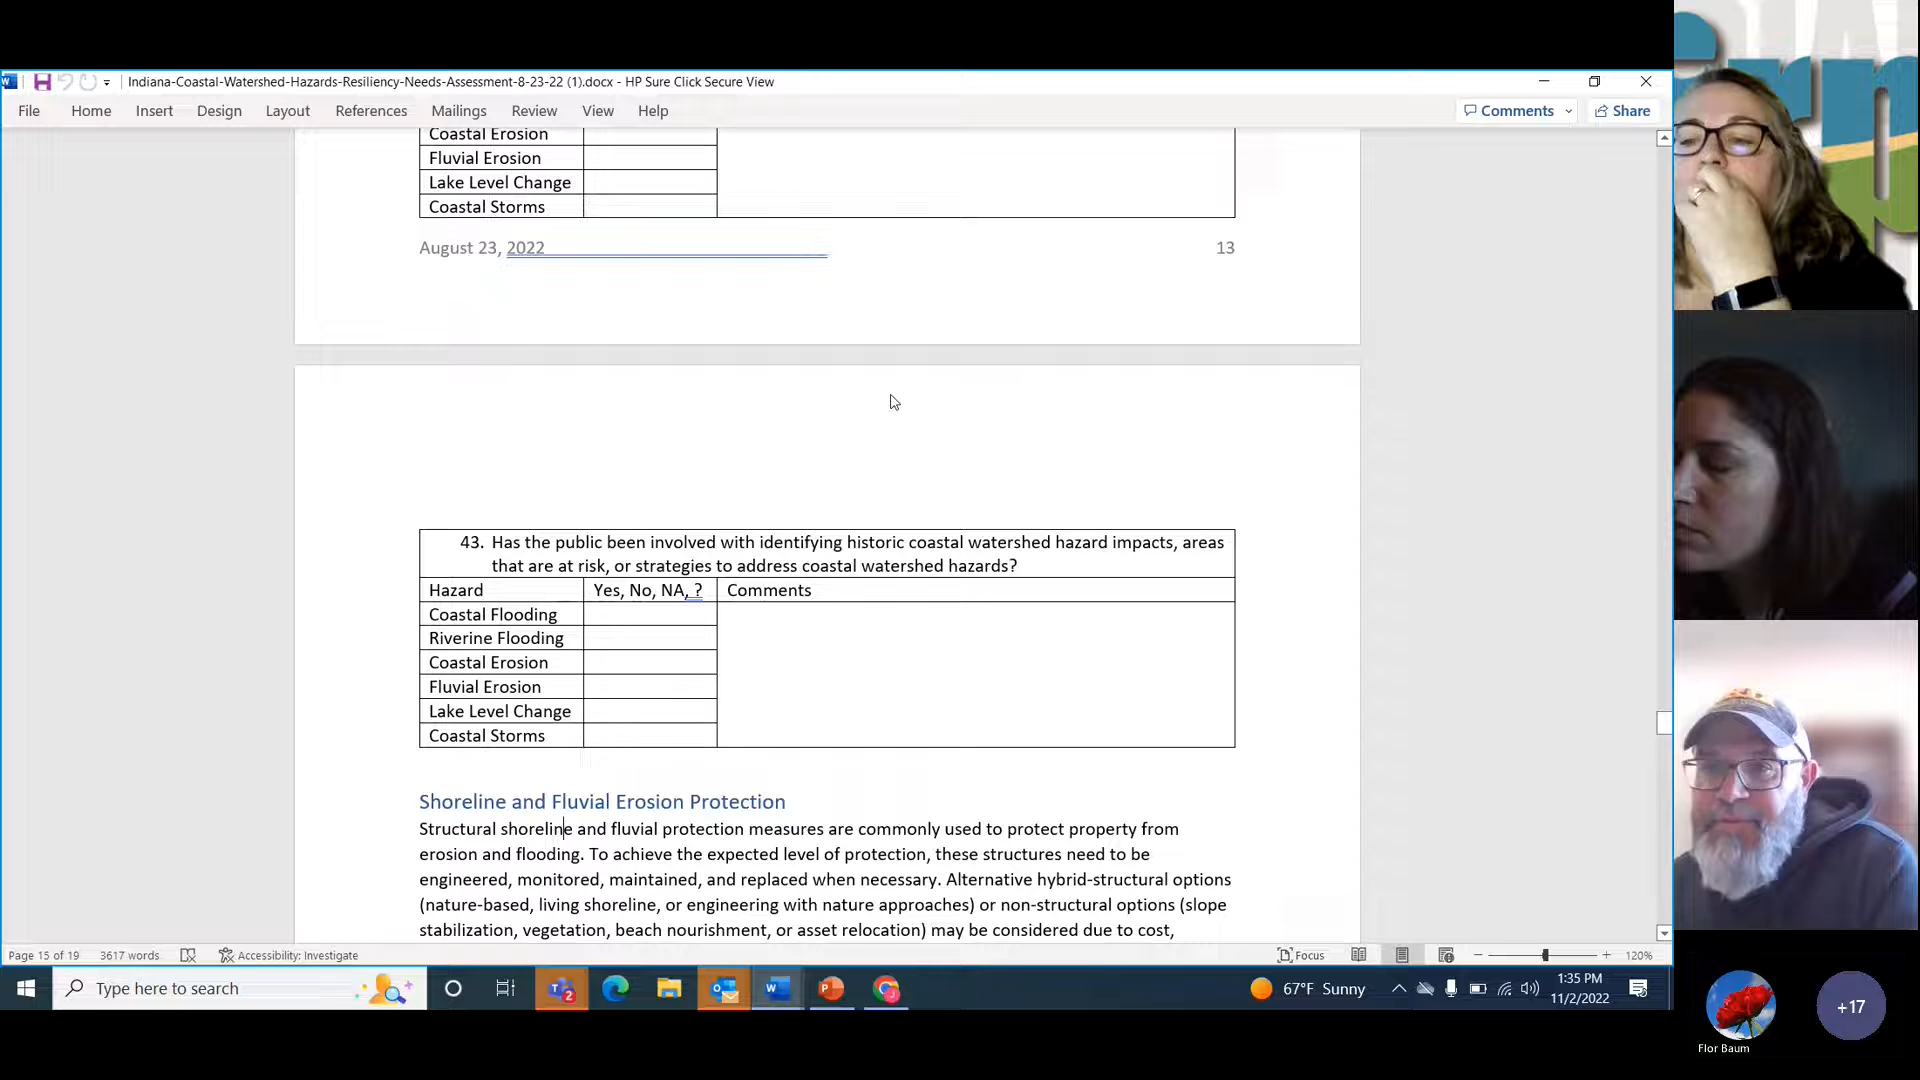 Indiana-Coastal-Watershed-Hazards-Resiliency-Needs-Assessment-8-23-22 (1).docx - HP Sure Click Secure View
File Home Insert Design Layout References Mailings Review View Help Comments Share
Coastal Erosion
Fluvial Erosion
Lake Level Change
Coastal Storms
August 23, 2022 13
43. Has the public been involved with identifying historic coastal watershed hazard impacts, areas
that are at risk, or strategies to address coastal watershed hazards?
Hazard Yes, No, NA, ? Comments
Coastal Flooding
Riverine Flooding
Coastal Erosion
Fluvial Erosion
Lake Level Change
Coastal Storms
Shoreline and Fluvial Erosion Protection
Structural shoreline and fluvial protection measures are commonly used to protect property from
erosion and flooding. To achieve the expected level of protection, these structures need to be
engineered, monitored, maintained, and replaced when necessary. Alternative hybrid-structural options
(nature-based, living shoreline, or engineering with nature approaches) or non-structural options (slope
stabilization, vegetation, beach nourishment, or asset relocation) may be considered due to cost,
Page 15 of 19 3617 words Accessibility: Investigate Focus 120%
Type here to search 2 67°F Sunny 1:35 PM
11/2/2022
+17
Flor Baum